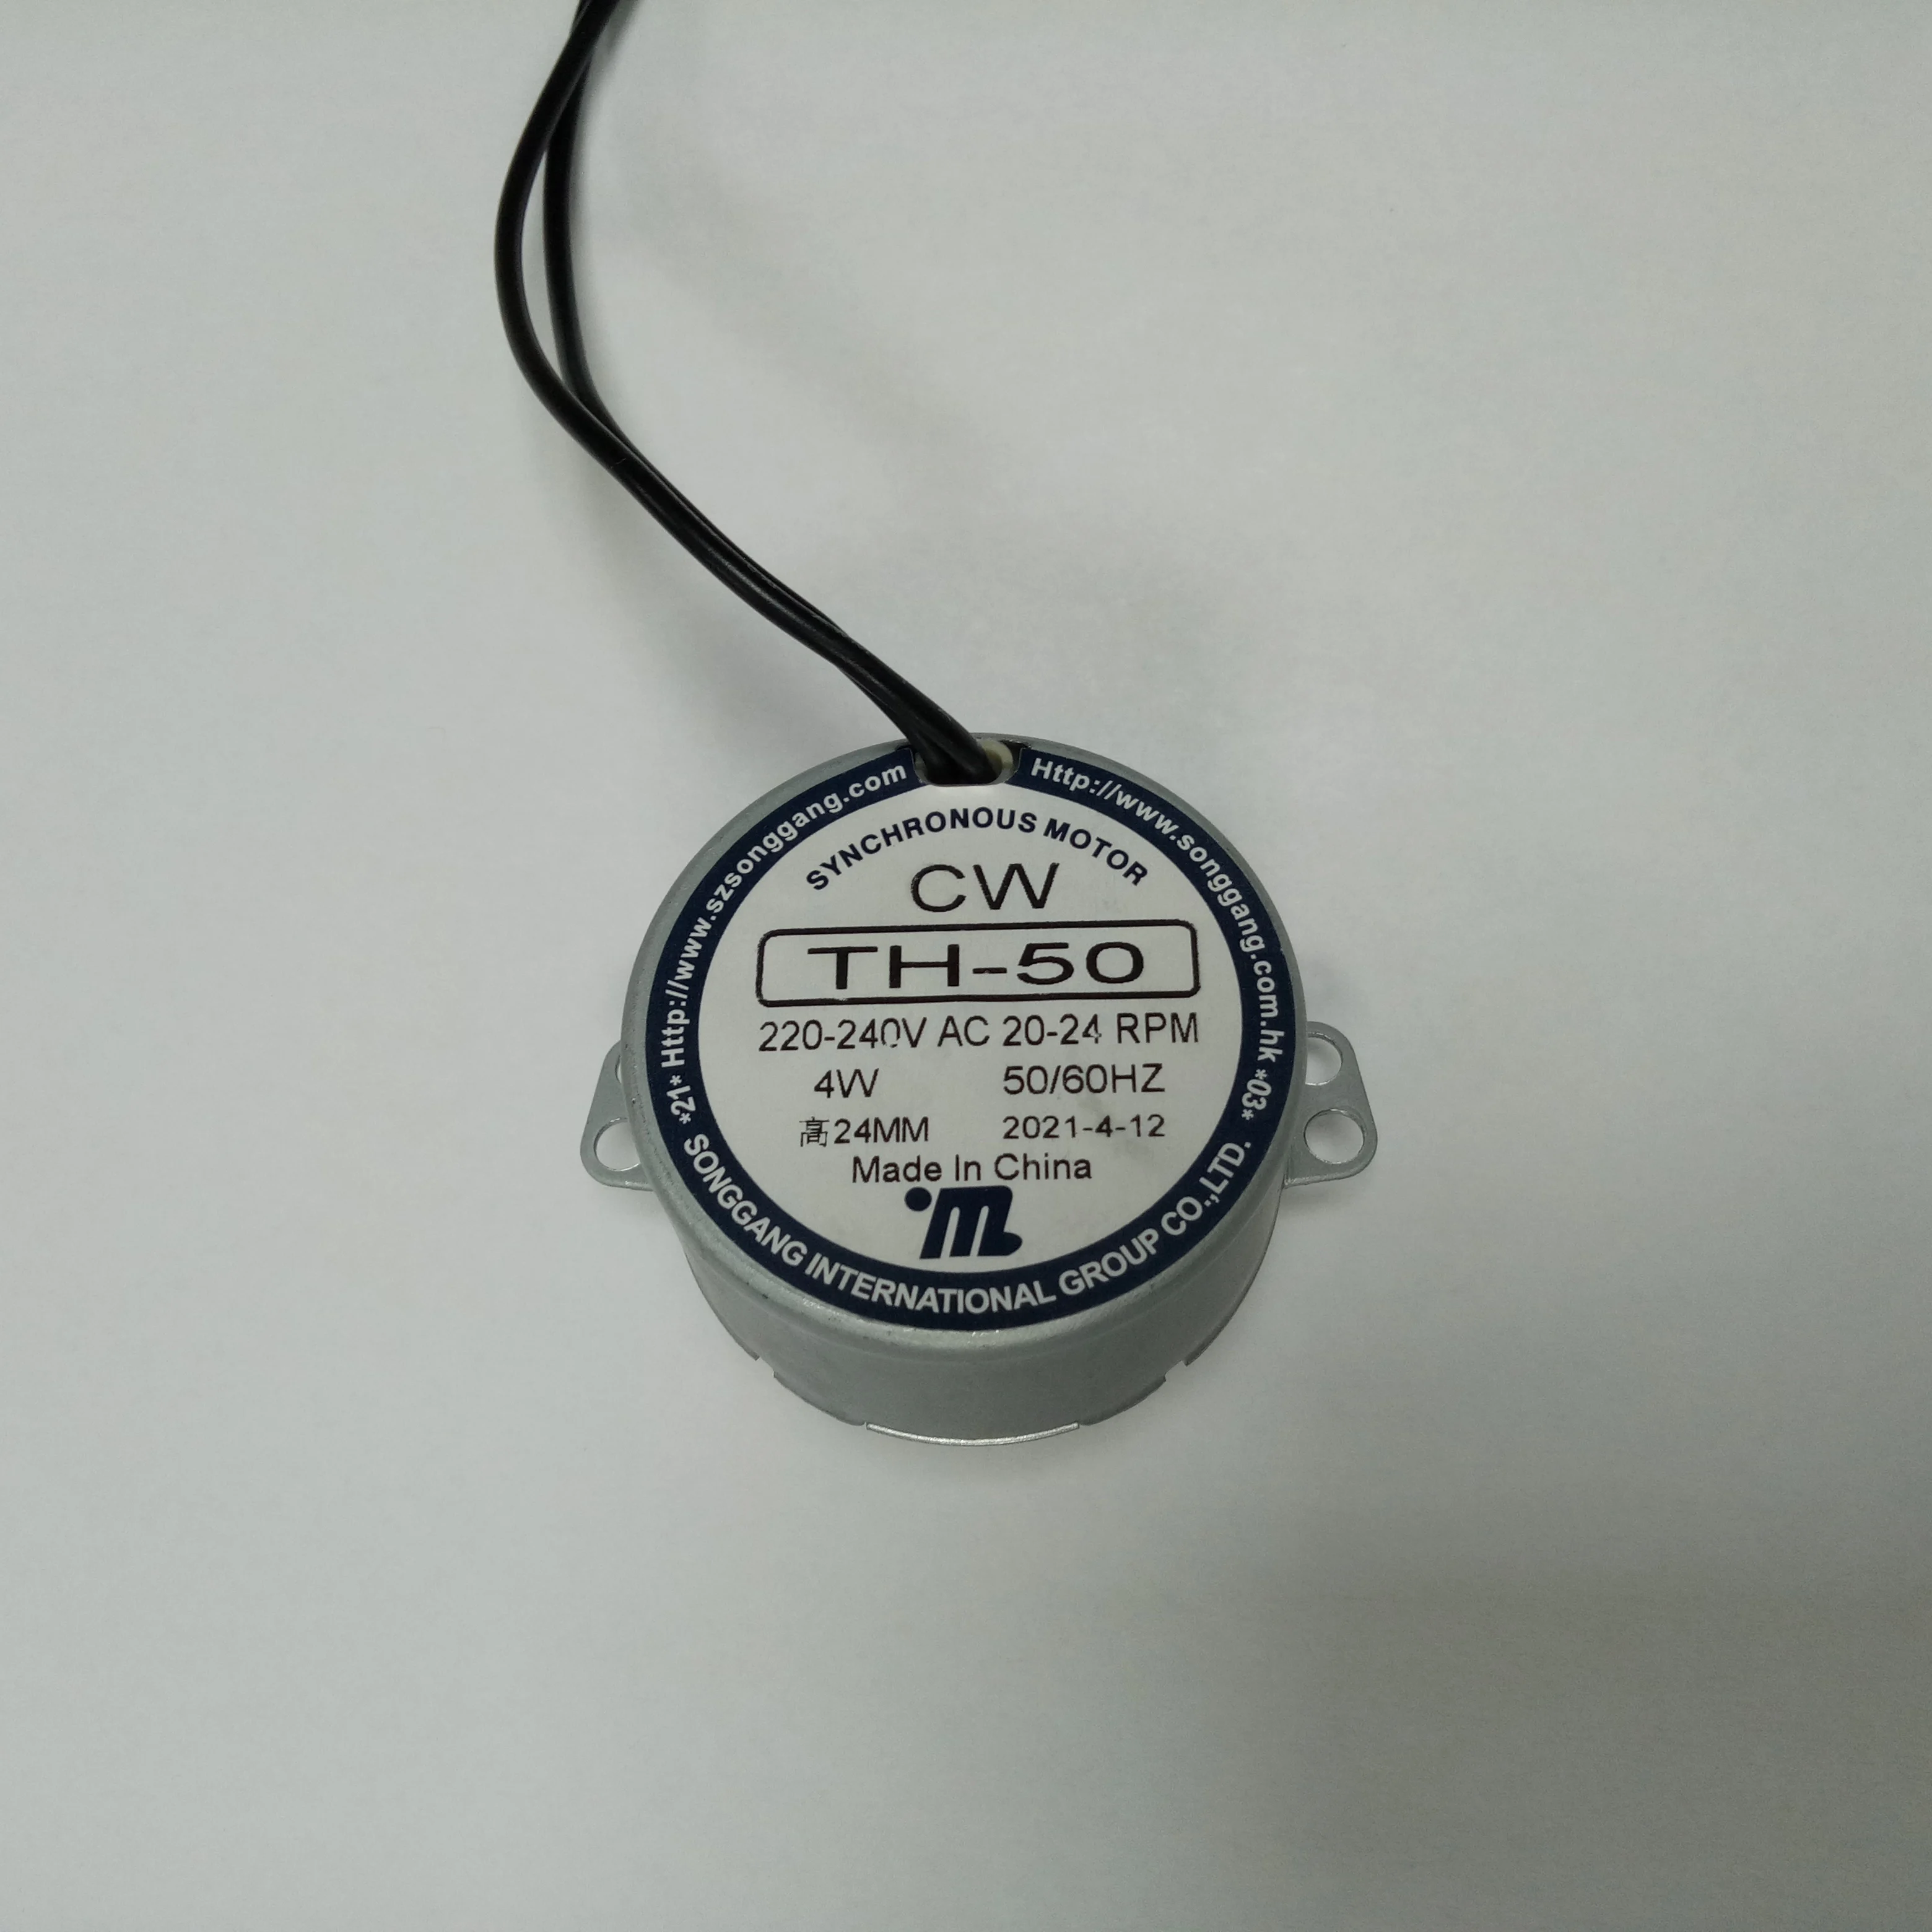 Http://www.szsonggang.com
Http://www.songgang.com.hk
SYNCHRONOUS MOTOR
CW
TH-50
220-240V AC 20-24 RPM
4W 50/60HZ
高24MM 2021-4-12
Made In China
*21* SONGGANG INTERNATIONAL GROUP CO.,LTD. *03*